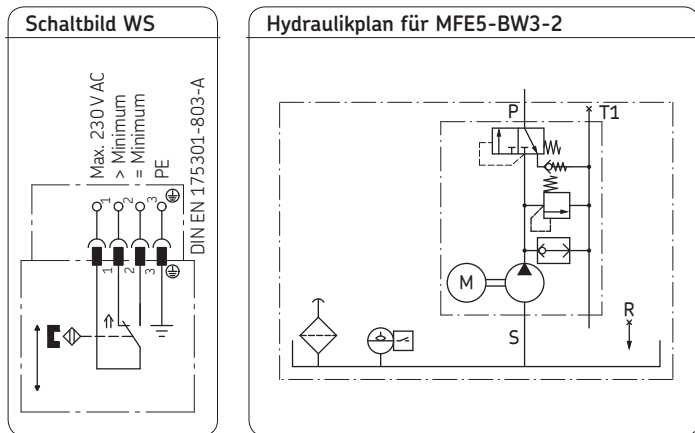 Schaltbild WS
Max. 230 V AC
> Minimum
= Minimum
PE
DIN EN 175301-803-A
1
2
3
1
2
3
Hydraulikplan für MFE5-BW3-2
P
T1
M
S
R